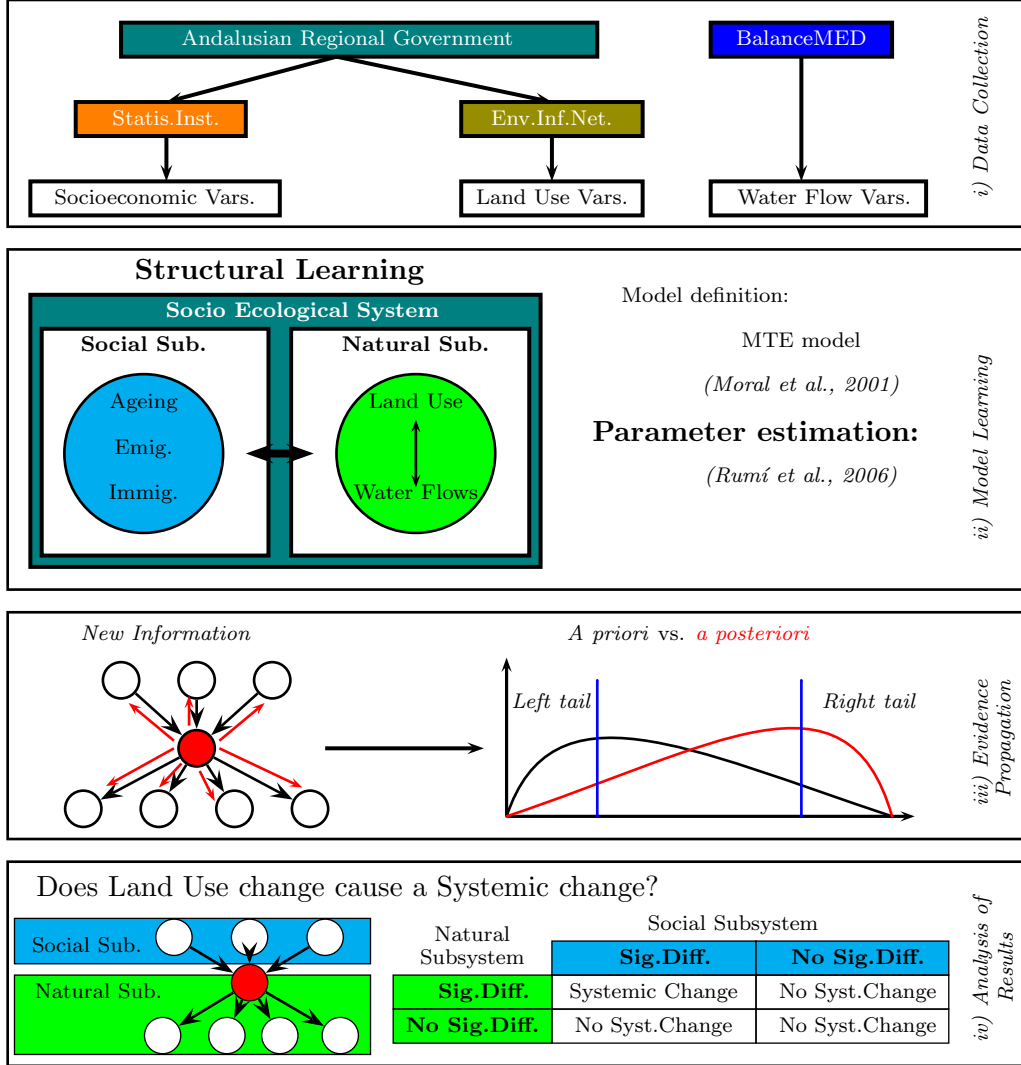 Andalusian Regional Government
BalanceMED
Statis.Inst.
Env.Inf.Net.
Socioeconomic Vars.
Land Use Vars.
Water Flow Vars.
i) Data Collection
Structural Learning
Socio Ecological System
Social Sub.
Natural Sub.
Ageing
Emig.
Immig.
Land Use
Water Flows
Model definition:
MTE model
(Moral et al., 2001)
Parameter estimation:
(Rumí et al., 2006)
ii) Model Learning
New Information
A priori vs. a posteriori
Left tail
Right tail
iii) Evidence
Propagation
Does Land Use change cause a Systemic change?
Social Sub.
Natural Sub.
Natural
Subsystem
Social Subsystem
Sig.Diff.
No Sig.Diff.
Sig.Diff.
Systemic Change
No Syst.Change
No Sig.Diff.
No Syst.Change
No Syst.Change
iv) Analysis of
Results